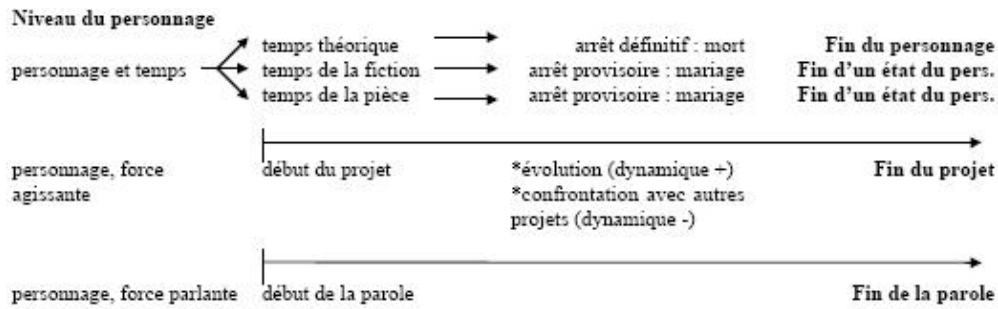 Niveau du personnage
temps théorique arrêt définitif : mort Fin du personnage
personnage et temps temps de la fiction arrêt provisoire : mariage Fin d'un état du pers.
temps de la pièce arrêt provisoire : mariage Fin d'un état du pers.
personnage, force début du projet *évolution (dynamique +) Fin du projet
agissante *confrontation avec autres
projets (dynamique -)
personnage, force parlante début de la parole Fin de la parole